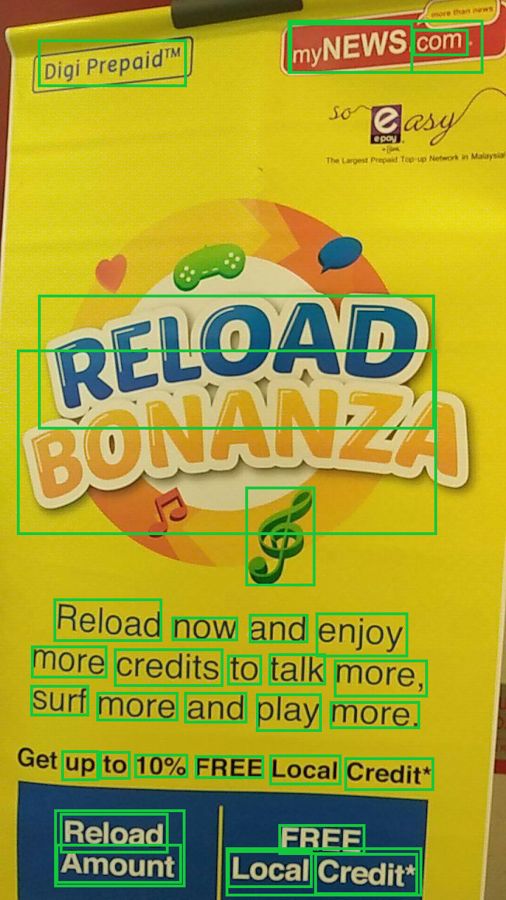 more than news
Digi Prepaid™
myNEWS.com
so easy
e
e-pay
The Largest Prepaid Top-up Network in Malaysia!
RELOAD
BONANZA
Reload now and enjoy
more credits to talk more,
surf more and play more.
Get up to 10% FREE Local Credit*
Reload
Amount
FREE
Local Credit*